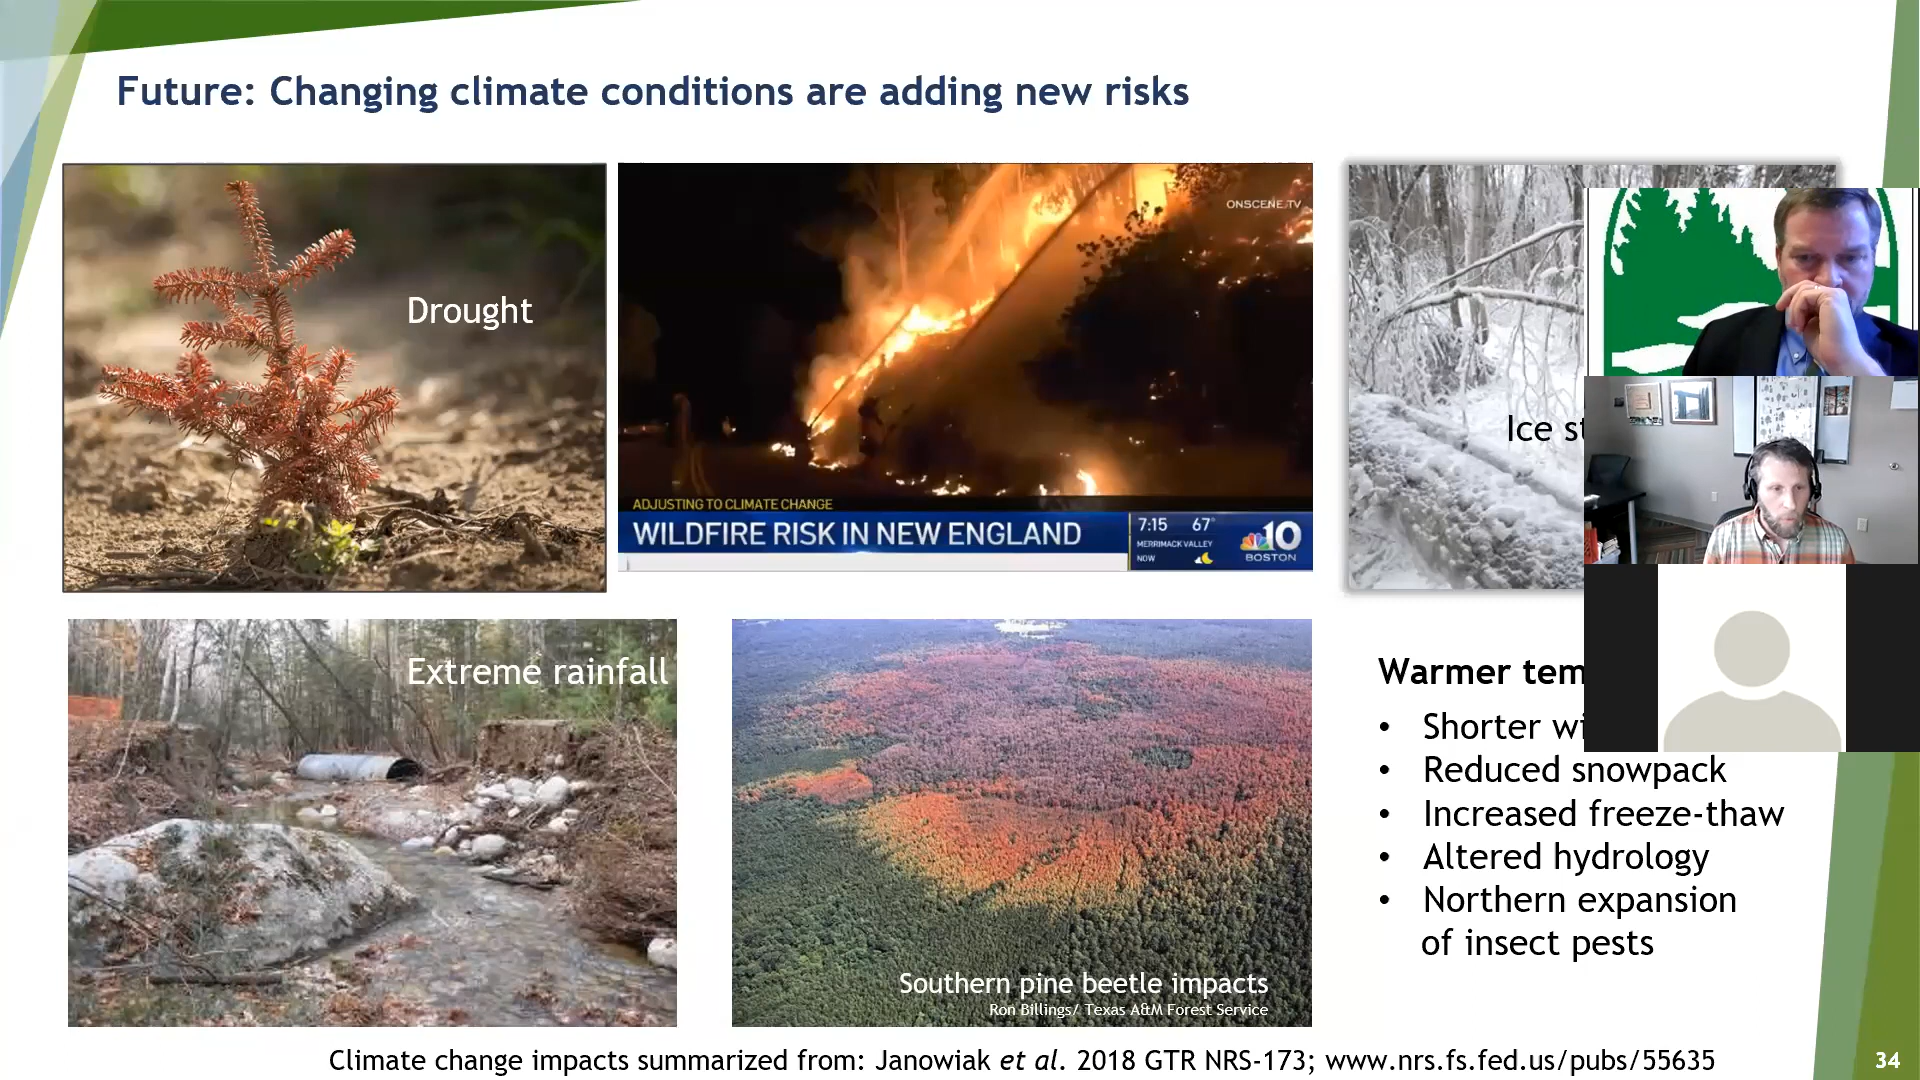 Future: Changing climate conditions are adding new risks
Drought
ONSCENE.TV
ADJUSTING TO CLIMATE CHANGE
WILDFIRE RISK IN NEW ENGLAND
7:15 67°
MERRIMACK VALLEY
NOW
10
BOSTON
Ice
Extreme rainfall
Southern pine beetle impacts
Ron Billings/ Texas A&M Forest Service
Warmer
• Shorter
• Reduced snowpack
• Increased freeze-thaw
• Altered hydrology
• Northern expansion
of insect pests
Climate change impacts summarized from: Janowiak et al. 2018 GTR NRS-173; www.nrs.fs.fed.us/pubs/55635
34